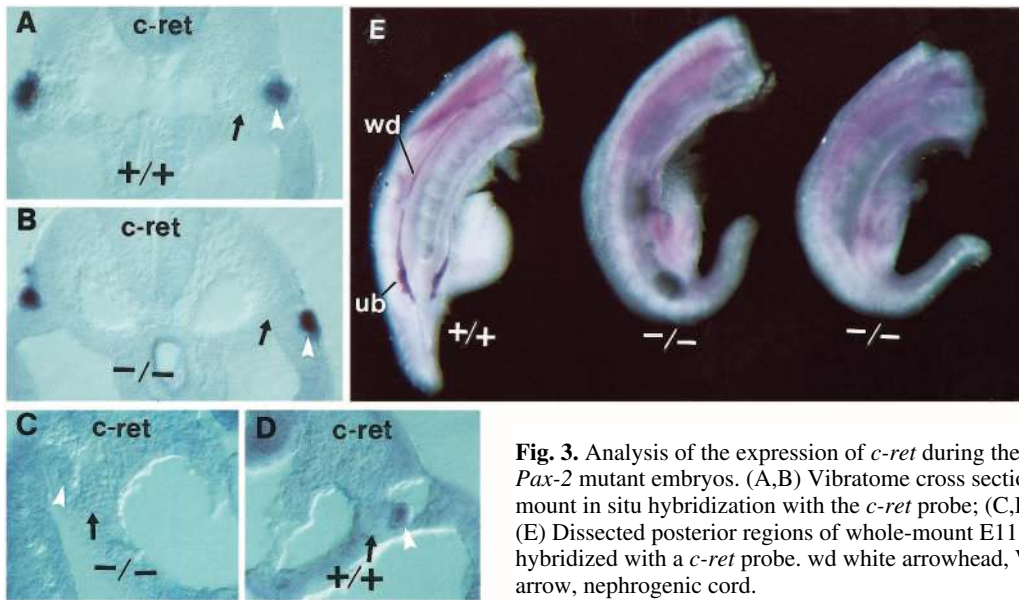 A c-ret
+/+
B c-ret
−/−
C c-ret
−/−
D c-ret
+/+
E
wd
ub
+/+
−/−
−/−
Fig. 3. Analysis of the expression of c-ret during the
Pax-2 mutant embryos. (A,B) Vibratome cross sectio
mount in situ hybridization with the c-ret probe; (C,
(E) Dissected posterior regions of whole-mount E11
hybridized with a c-ret probe. wd white arrowhead,
arrow, nephrogenic cord.